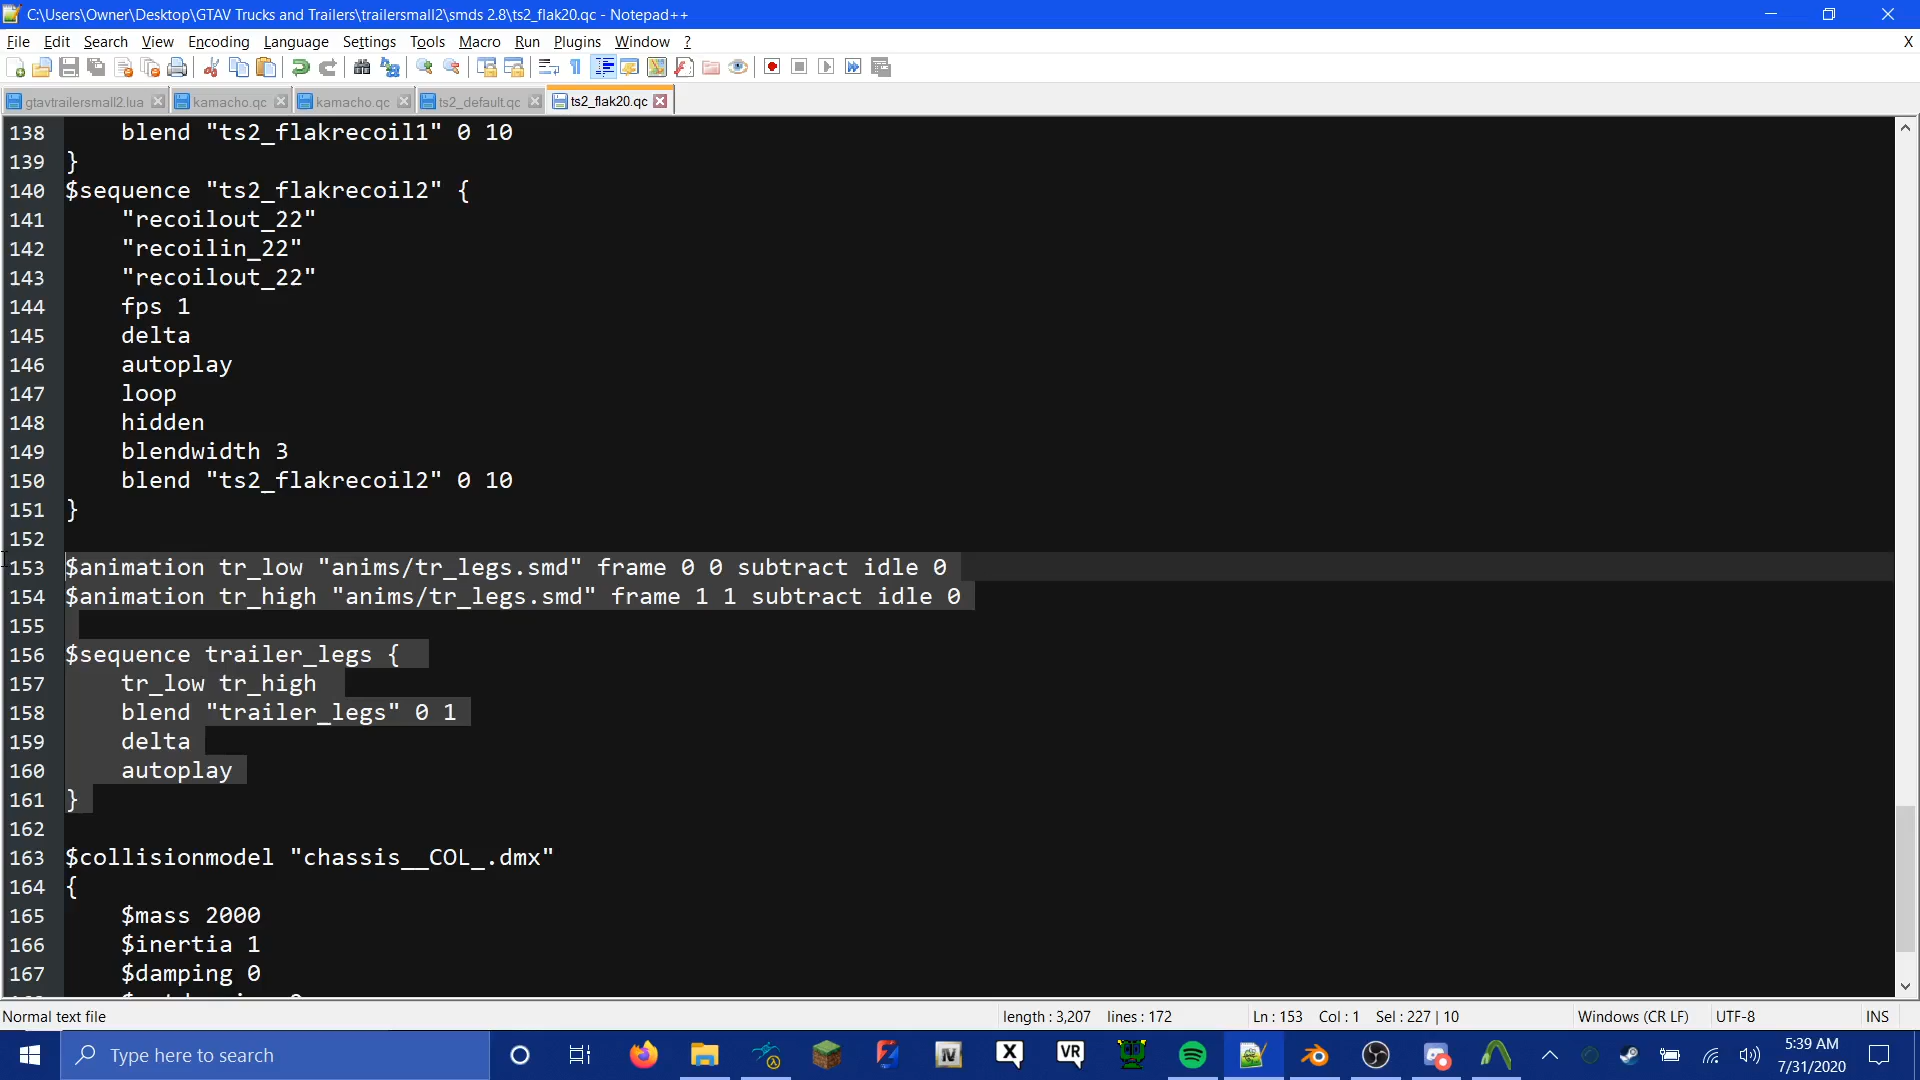 C:\Users\Owner\Desktop\GTAV Trucks and Trailers\trailersmall2\smds 2.8\ts2_flak20.qc - Notepad++
File Edit Search View Encoding Language Settings Tools Macro Run Plugins Window ? X
gtavtrailersmall2.lua kamacho.qc kamacho.qc ts2_default.qc ts2_flak20.qc
138 blend "ts2_flakrecoil1" 0 10
139 }
140 $sequence "ts2_flakrecoil2" {
141 "recoilout_22"
142 "recoilin_22"
143 "recoilout_22"
144 fps 1
145 delta
146 autoplay
147 loop
148 hidden
149 blendwidth 3
150 blend "ts2_flakrecoil2" 0 10
151 }
152
153 $animation tr_low "anims/tr_legs.smd" frame 0 0 subtract idle 0
154 $animation tr_high "anims/tr_legs.smd" frame 1 1 subtract idle 0
155
156 $sequence trailer_legs {
157 tr_low tr_high
158 blend "trailer_legs" 0 1
159 delta
160 autoplay
161 }
162
163 $collisionmodel "chassis__COL_.dmx"
164 {
165 $mass 2000
166 $inertia 1
167 $damping 0
Normal text file length : 3,207 lines : 172 Ln : 153 Col : 1 Sel : 227 | 10 Windows (CR LF) UTF-8 INS
Type here to search IV X VR 5:39 AM
7/31/2020